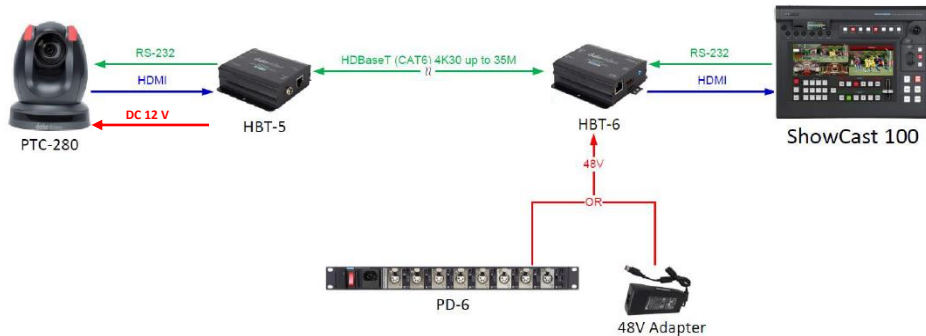 RS-232
HDMI
DC 12 V
PTC-280
HBT-5
HDBaseT (CAT6) 4K30 up to 35M
HBT-6
RS-232
HDMI
ShowCast 100
48V
OR
PD-6
48V Adapter